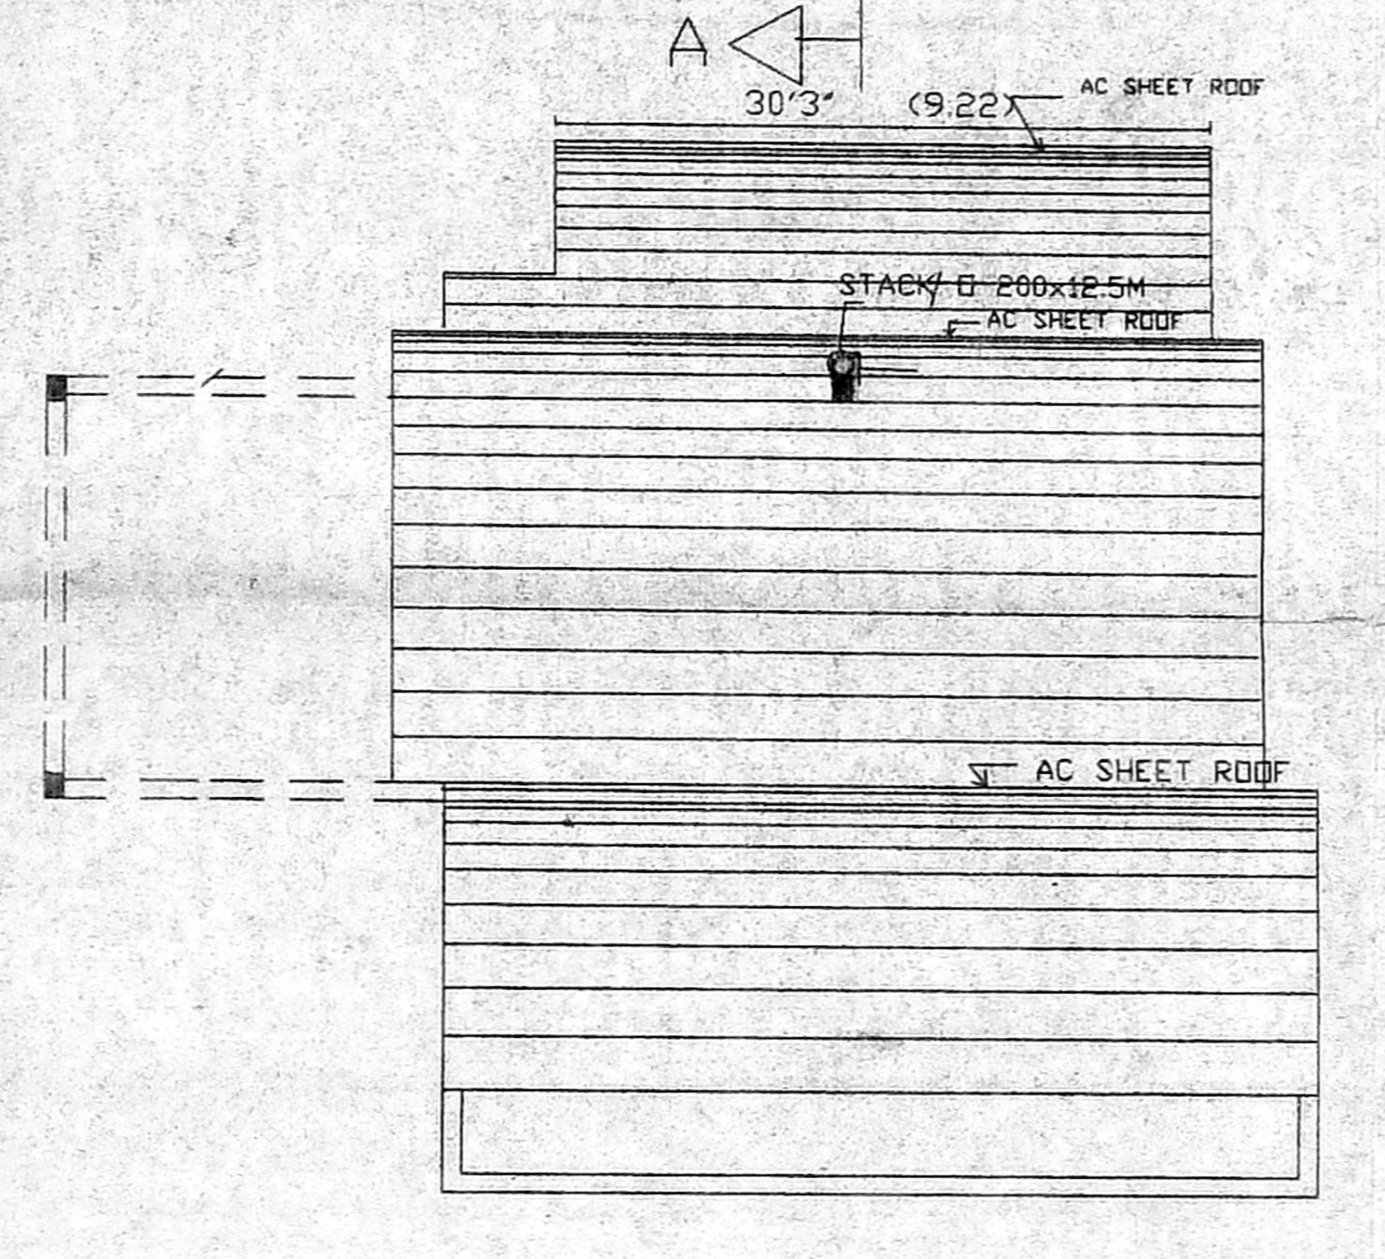 A
30'3" (9.22)
AC SHEET ROOF
STACK/ 200x12.5M
AC SHEET ROOF
AC SHEET ROOF